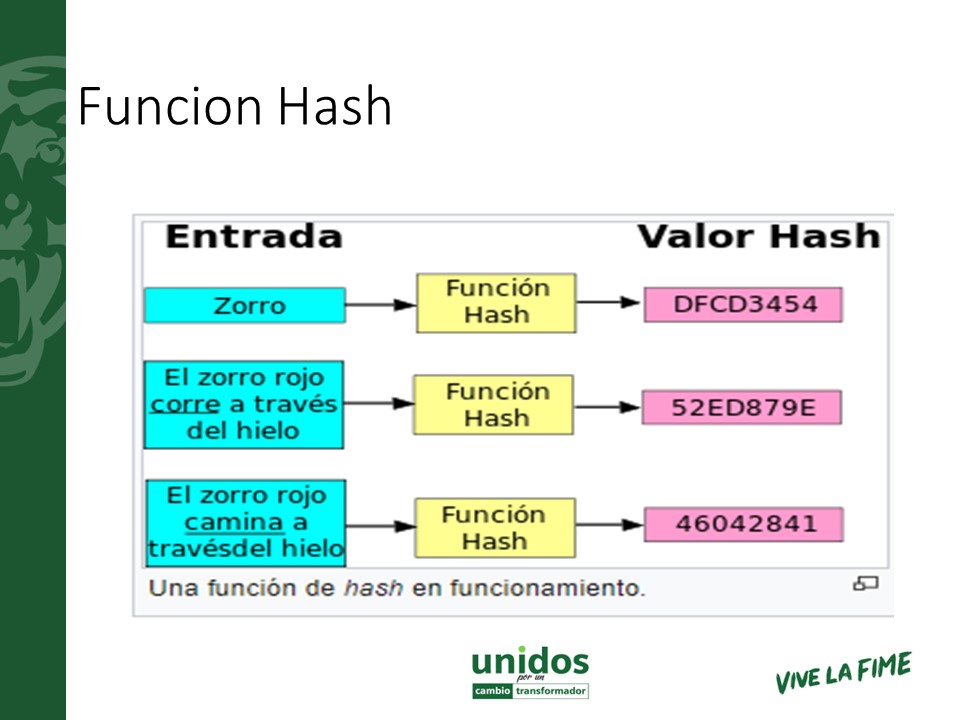 Funcion Hash
Entrada
Valor Hash
Zorro
Función
Hash
DFCD3454
El zorro rojo
corre a través
del hielo
Función
Hash
52ED879E
El zorro rojo
camina a
travésdel hielo
Función
Hash
46042841
Una función de hash en funcionamiento.
unidos
por un
cambio transformador
VIVE LA FIME